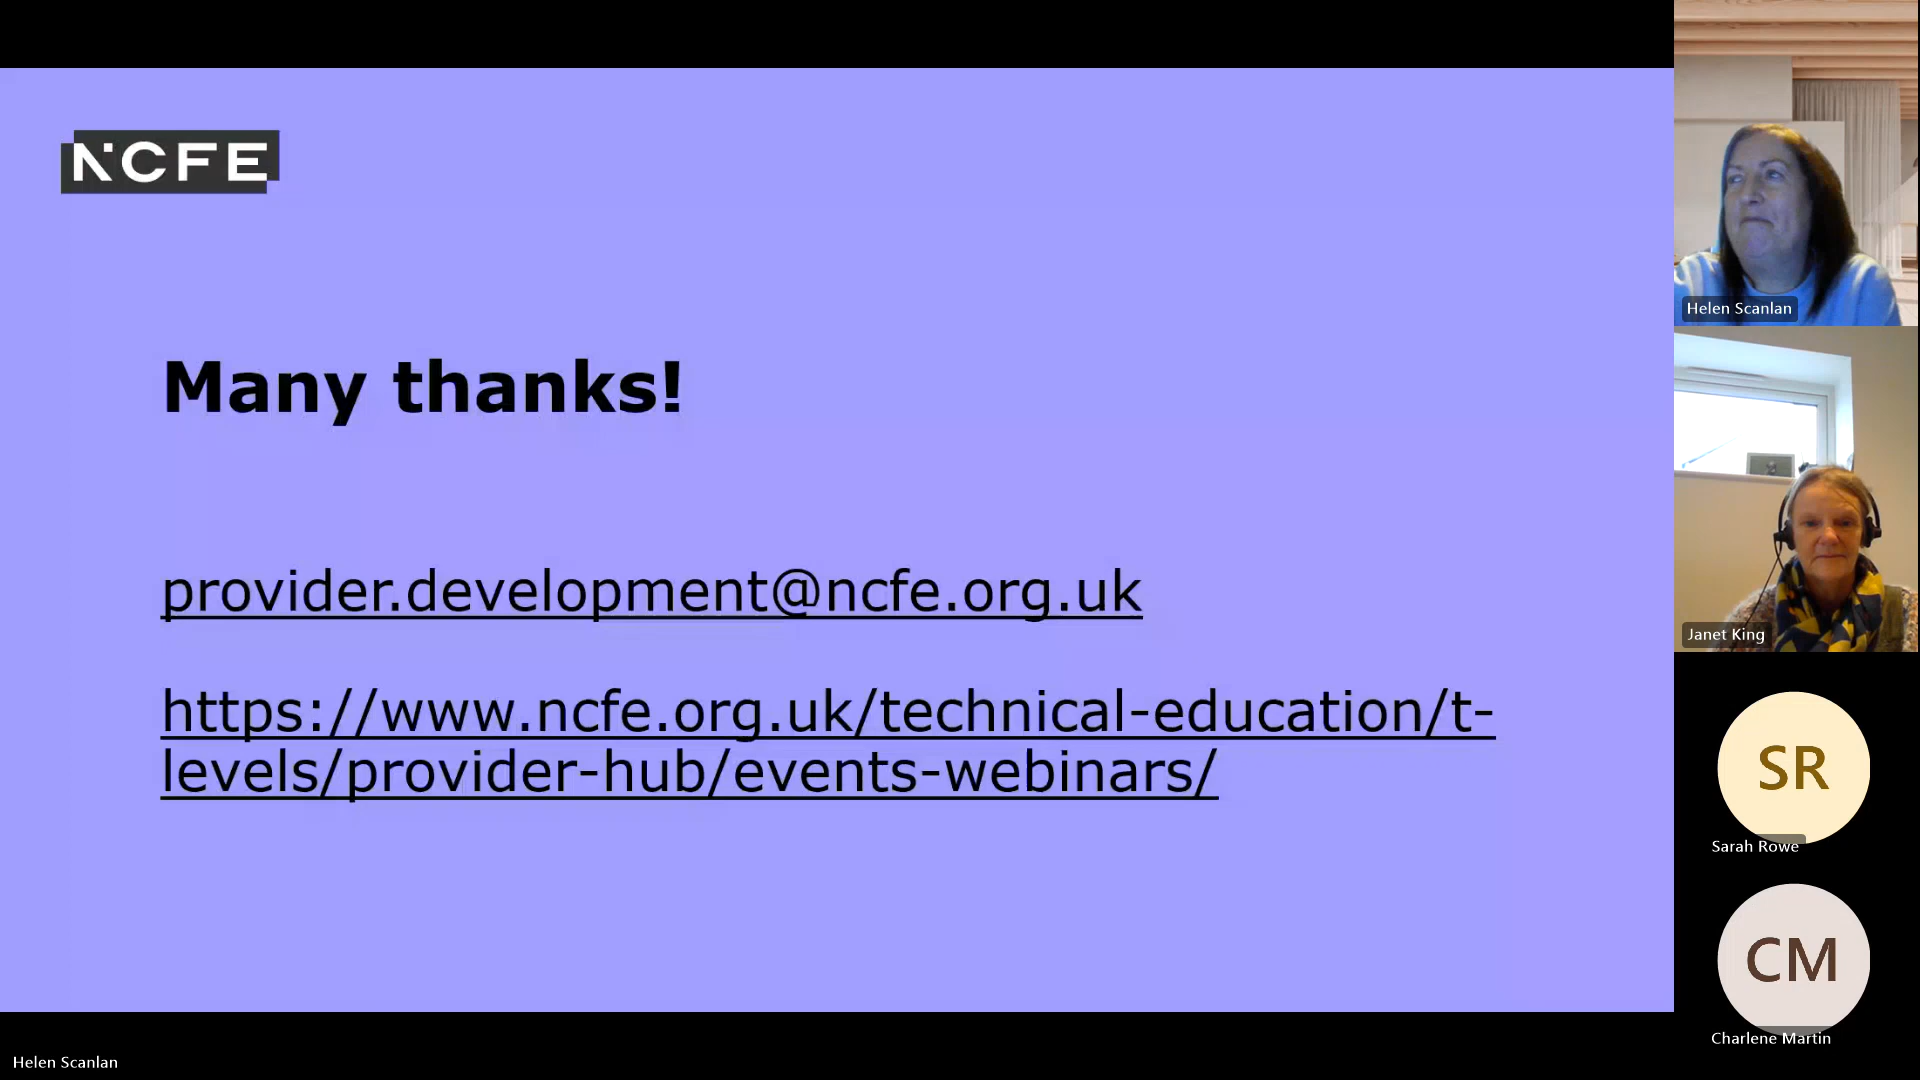 NCFE
Many thanks!
provider.development@ncfe.org.uk
https://www.ncfe.org.uk/technical-education/t-
levels/provider-hub/events-webinars/
Helen Scanlan
Janet King
SR
Sarah Rowe
CM
Charlene Martin
Helen Scanlan